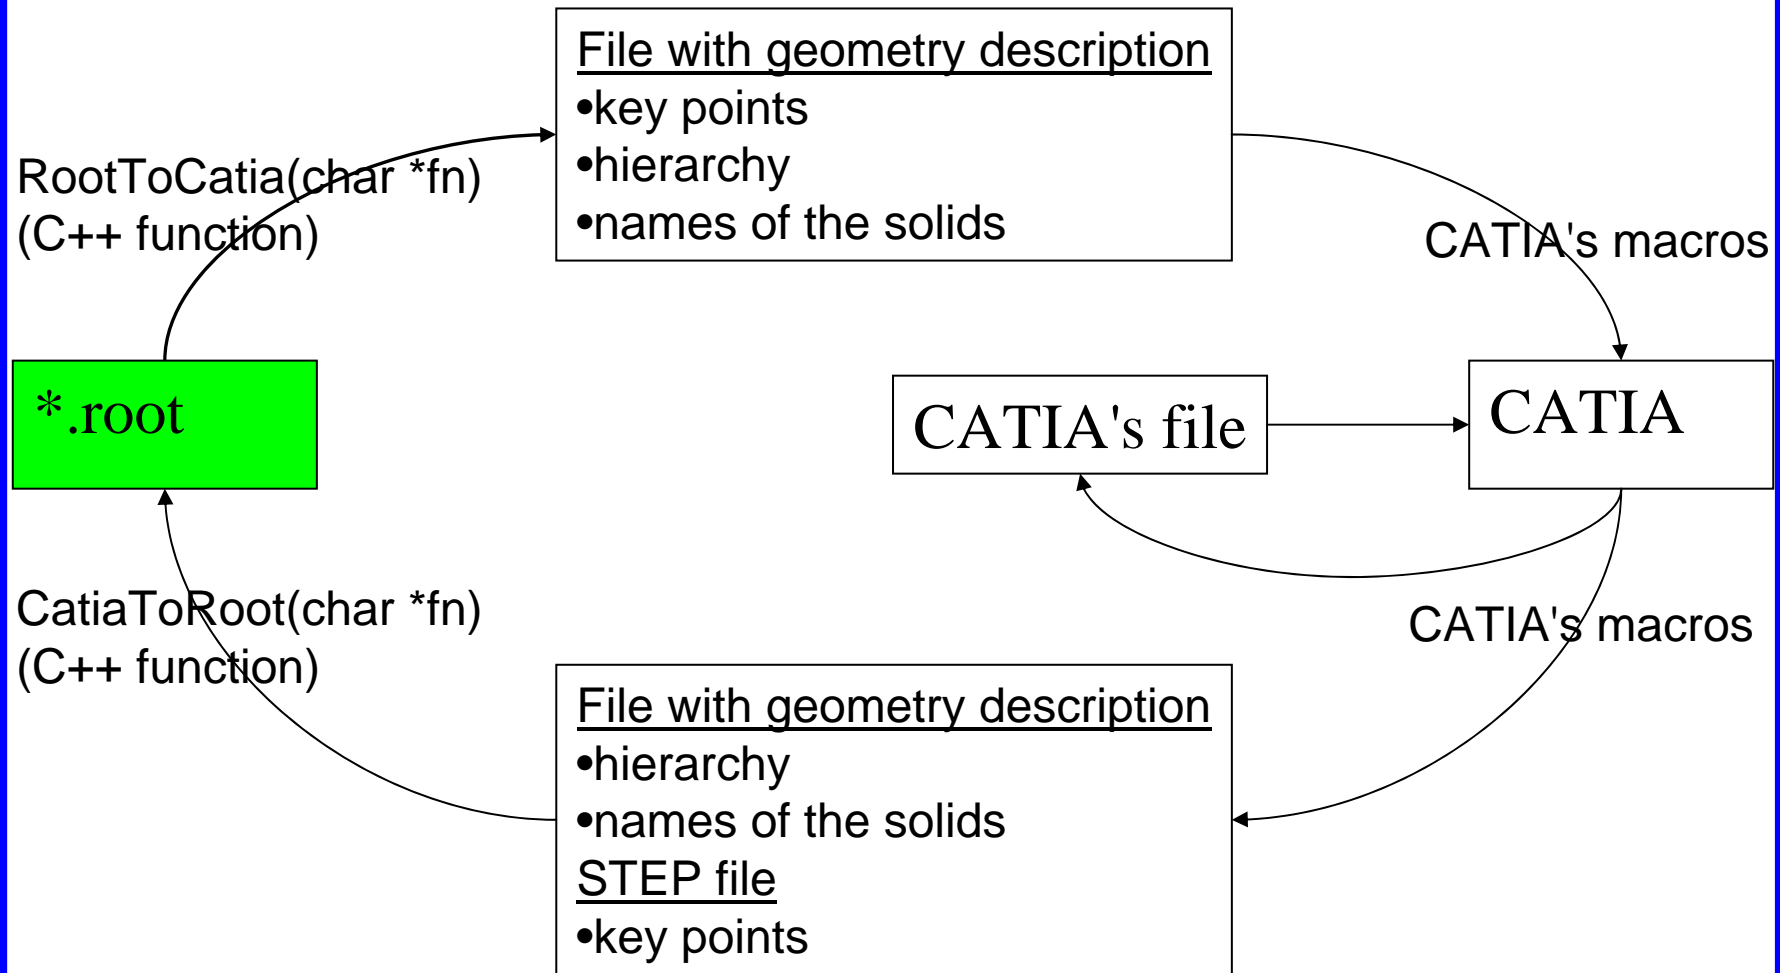 File with geometry description
•key points
•hierarchy
•names of the solids
RootToCatia(char *fn)
(C++ function)
CATIA's macros
*.root
CATIA's file
CATIA
CatiaToRoot(char *fn)
(C++ function)
CATIA's macros
File with geometry description
•hierarchy
•names of the solids
STEP file
•key points